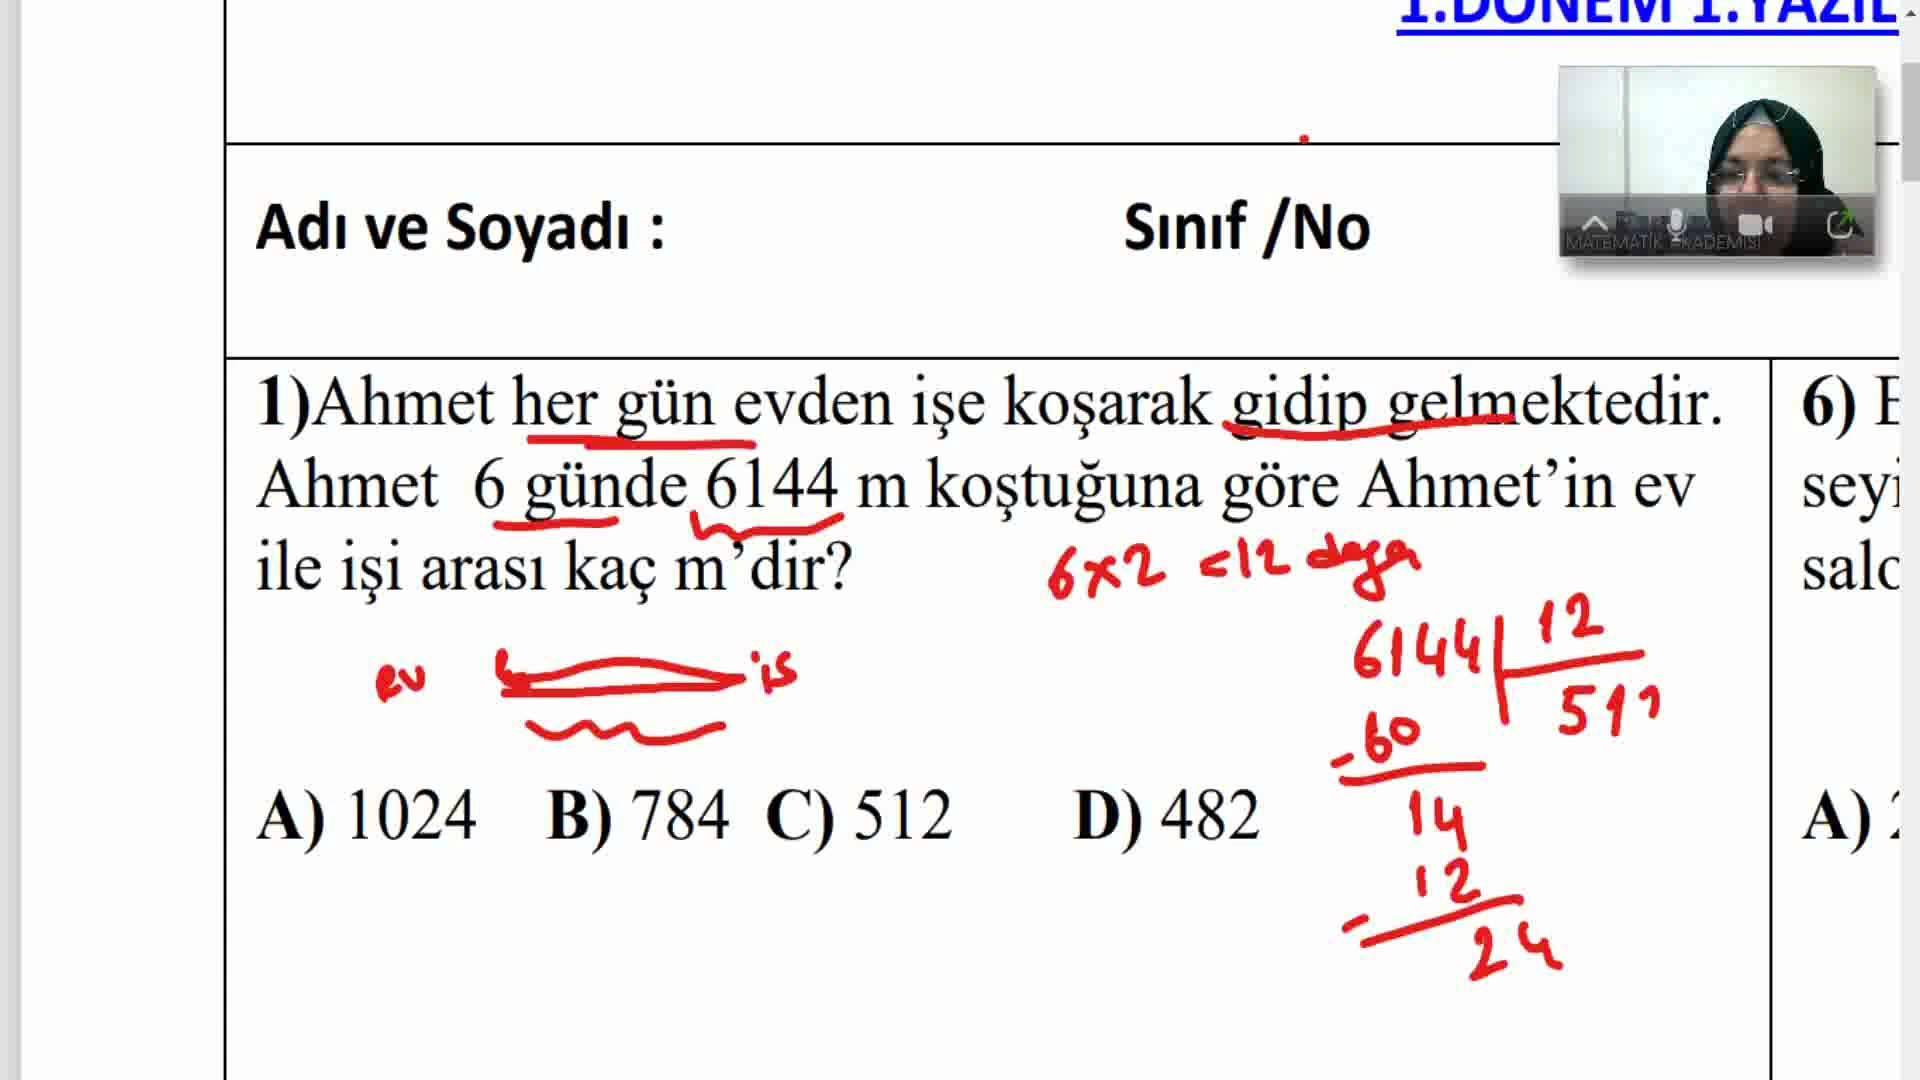 1.DÖNEM 1.YAZIL
MATEMATİK AKADEMİSİ
Adı ve Soyadı :
Sınıf /No
1)Ahmet her gün evden işe koşarak gidip gelmektedir.
Ahmet 6 günde 6144 m koştuğuna göre Ahmet’in ev
ile işi arası kaç m’dir?
6x2 =12
6144 12
512
ev iş
-60
14
- 12
24
A) 1024 B) 784 C) 512 D) 482
6) E
seyi
salo
A) 2